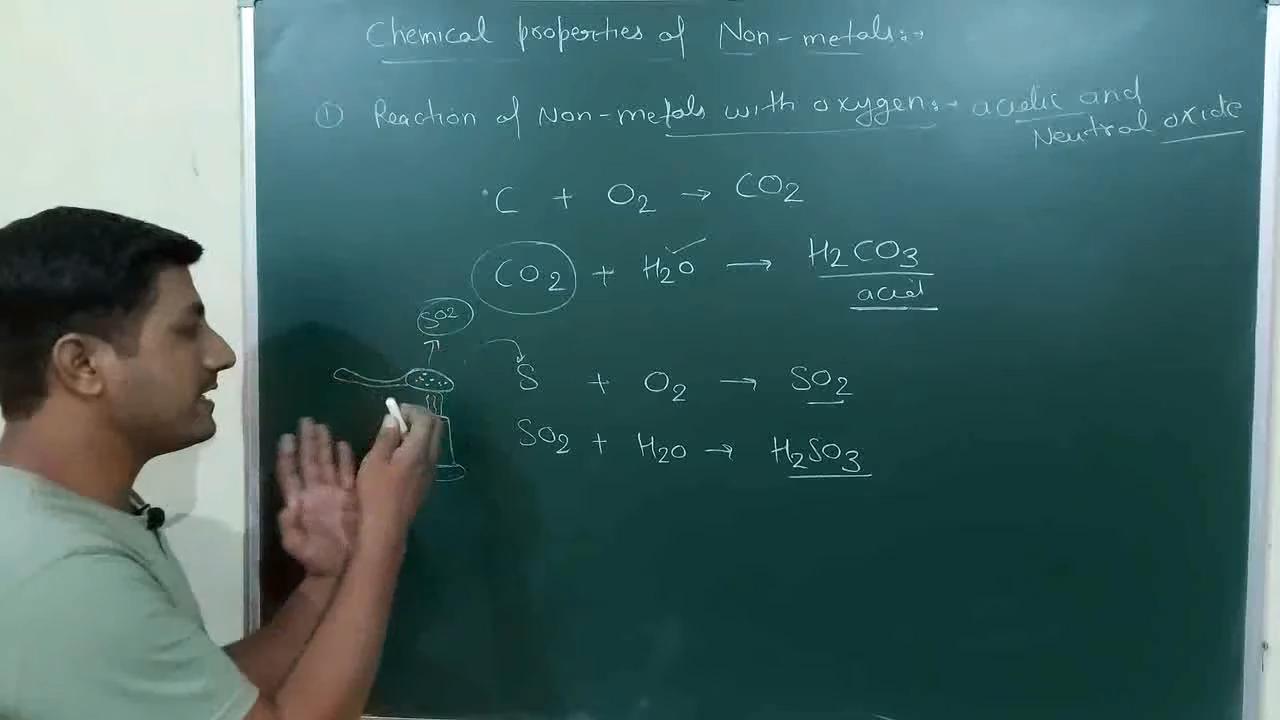 Chemical properties of Non-metals:→
① Reaction of Non-metals with oxygen:→ acidic and
Neutral oxide
C + O2 → CO2
CO2 + H2O → H2CO3
acid
SO2
S + O2 → SO2
SO2 + H2O → H2SO3